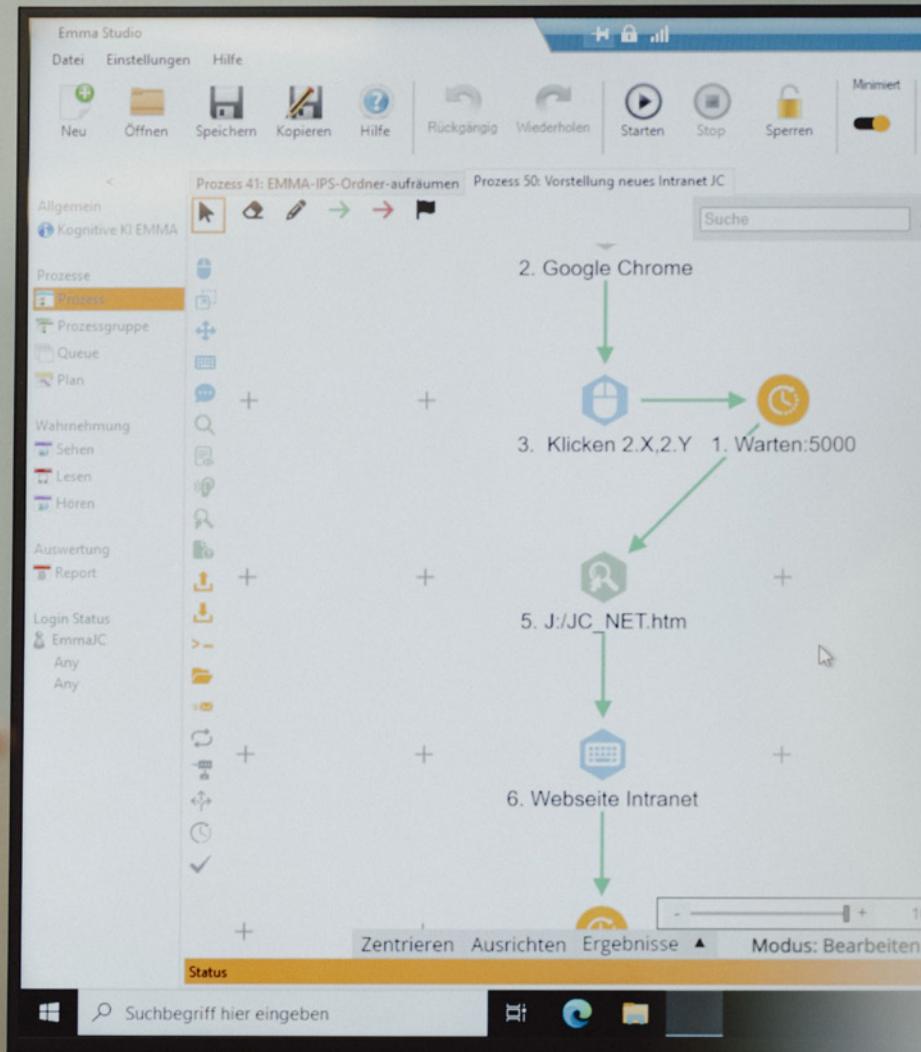 Emma Studio
Datei Einstellungen Hilfe
Minimiert
Neu Öffnen Speichern Kopieren Hilfe Rückgängig Wiederholen Starten Stop Sperren
Prozess 41: EMMA-IPS-Ordner-aufräumen Prozess 50: Vorstellung neues Intranet JC
Allgemein
Kognitive KI EMMA
Suche
Prozesse
Prozess
Prozessgruppe
Queue
Plan
Wahrnehmung
Sehen
Lesen
Hören
Auswertung
Report
Login Status
EmmaJC
Any
Any
2. Google Chrome
3. Klicken 2.X,2.Y 1. Warten:5000
5. J:/JC_NET.htm
6. Webseite Intranet
Zentrieren Ausrichten Ergebnisse ▲ Modus: Bearbeiten
Status
Suchbegriff hier eingeben